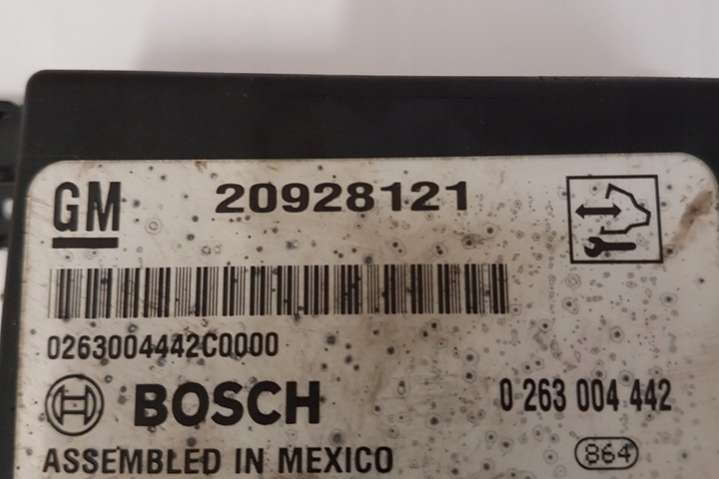 GM 20928121
0263004442C0000
BOSCH 0 263 004 442
ASSEMBLED IN MEXICO 864